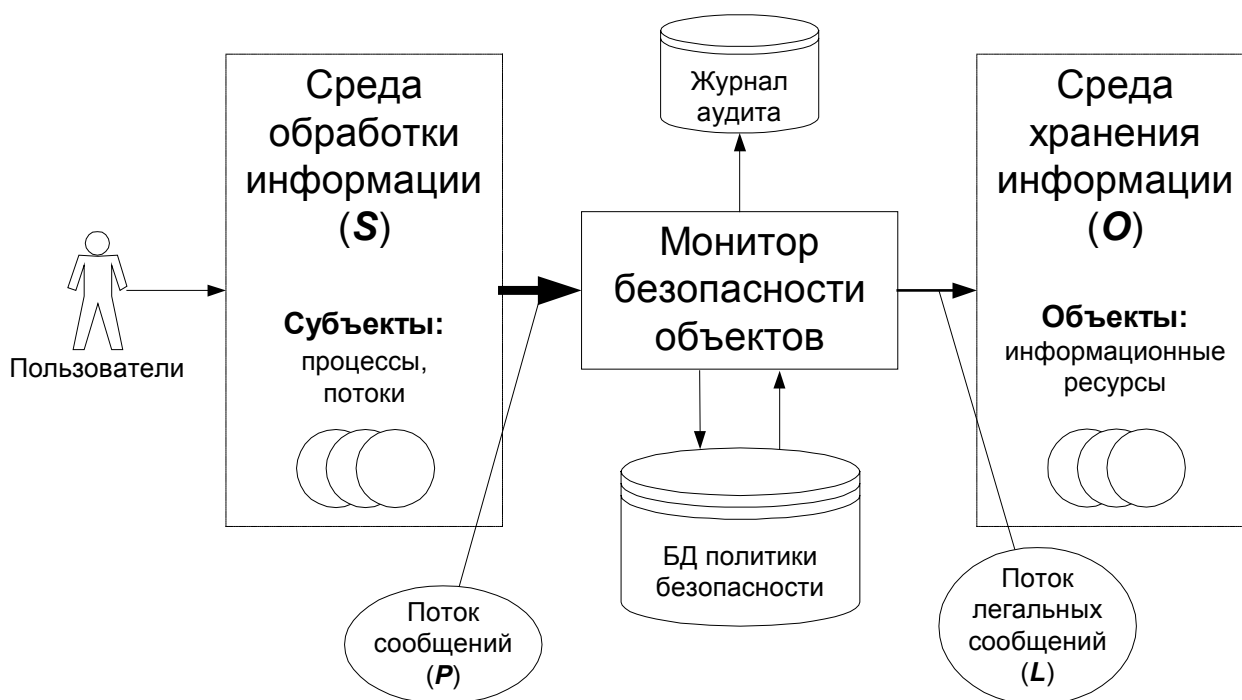 Среда
обработки
информации
(S)
Субъекты:
процессы,
потоки
Пользователи
Журнал
аудита
Монитор
безопасности
объектов
БД политики
безопасности
Среда
хранения
информации
(O)
Объекты:
информационные
ресурсы
Поток
сообщений
(P)
Поток
легальных
сообщений
(L)